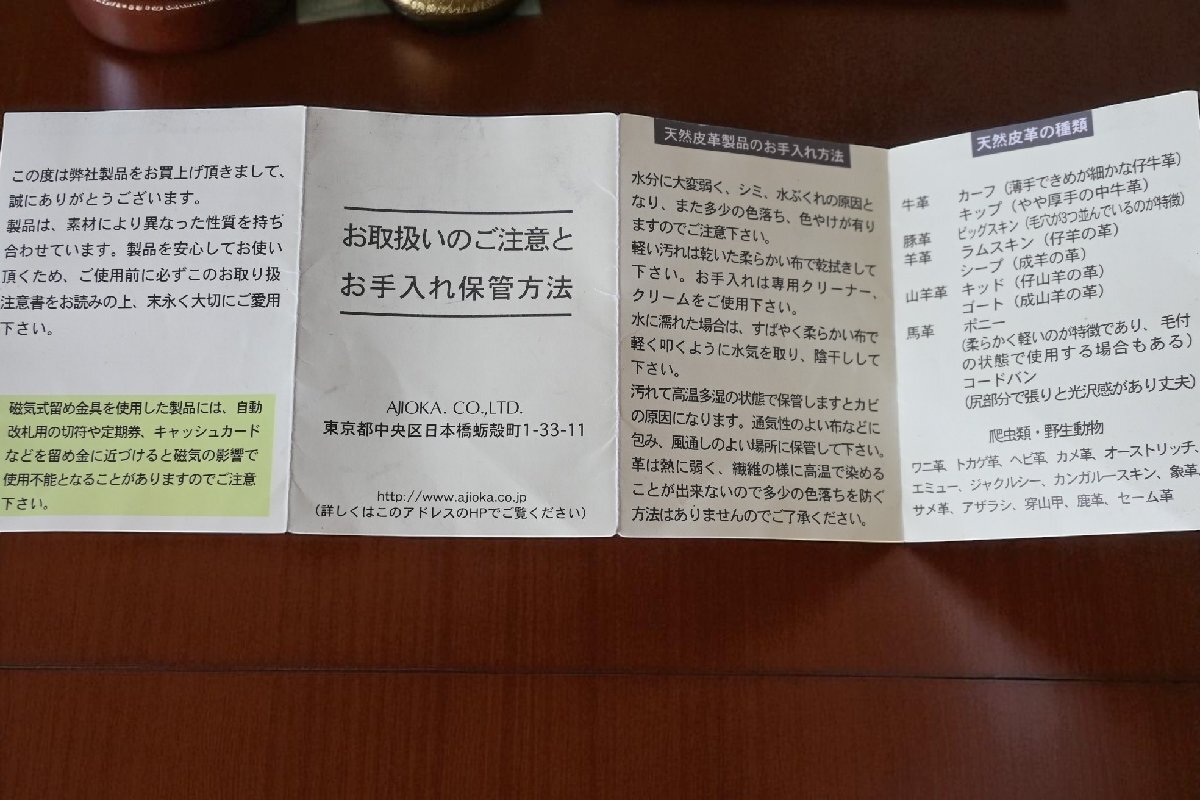 この度は弊社製品をお買上げ頂きまして、
誠にありがとうございます。
製品は、素材により異なった性質を持ち
合わせています。製品を安心してお使い
頂くため、ご使用前に必ずこのお取り扱
注意書をお読みの上、末永く大切にご愛用
下さい。
磁気式留め金具を使用した製品には、自動
改札用の切符や定期券、キャッシュカード
などを留め金に近づけると磁気の影響で
使用不能となることがありますのでご注意
下さい。
お取扱いのご注意と
お手入れ保管方法
AJIOKA. CO.,LTD.
東京都中央区日本橋蛎殻町1-33-11
http://www.ajioka.co.jp
(詳しくはこのアドレスのHPでご覧ください)
天然皮革製品のお手入れ方法
水分に大変弱く、シミ、水ぶくれの原因と
なり、また多少の色落ち、色やけが有り
ますのでご注意下さい。
軽い汚れは乾いた柔らかい布で乾拭きして
下さい。お手入れは専用クリーナー、
クリームをご使用下さい。
水に濡れた場合は、すばやく柔らかい布で
軽く叩くように水気を取り、陰干しして
下さい。
汚れて高温多湿の状態で保管しますとカビ
の原因になります。通気性のよい布などに
包み、風通しのよい場所に保管して下さい。
革は熱に弱く、繊維の様に高温で染める
ことが出来ないので多少の色落ちを防ぐ
方法はありませんのでご了承ください。
天然皮革の種類
牛革 カーフ(薄手できめが細かな仔牛革)
キップ(やや厚手の中牛革)
豚革 ピッグスキン(毛穴が3つ並んでいるのが特徴)
羊革 ラムスキン(仔羊の革)
シープ(成羊の革)
山羊革 キッド(仔山羊の革)
ゴート(成山羊の革)
馬革 ポニー
(柔らかく軽いのが特徴であり、毛付
の状態で使用する場合もある)
コードバン
(尻部分で張りと光沢感があり丈夫)
爬虫類・野生動物
ワニ革、トカゲ革、ヘビ革、カメ革、オーストリッチ、
エミュー、ジャクルシー、カンガルースキン、象革、
サメ革、アザラシ、穿山甲、鹿革、セーム革